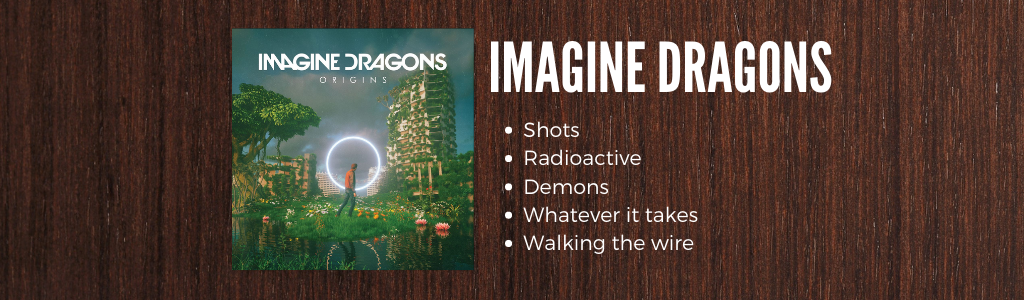 IMAGINE DRAGONS
ORIGINS
IMAGINE DRAGONS
Shots
Radioactive
Demons
Whatever it takes
Walking the wire